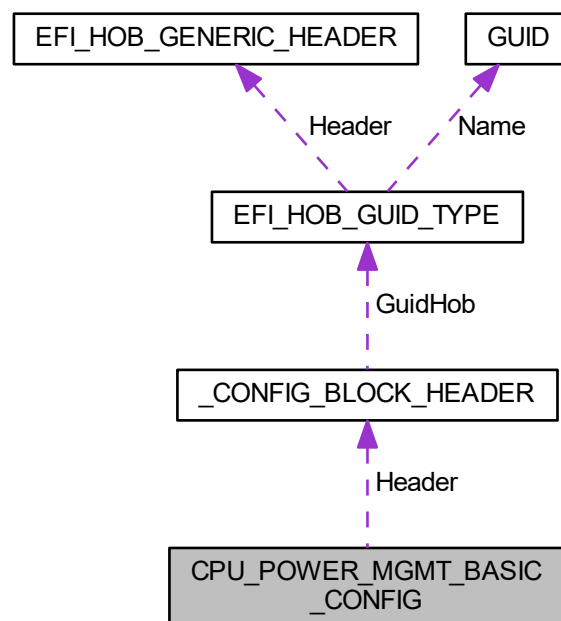 EFI_HOB_GENERIC_HEADER
GUID
Header
Name
EFI_HOB_GUID_TYPE
GuidHob
_CONFIG_BLOCK_HEADER
Header
CPU_POWER_MGMT_BASIC
_CONFIG